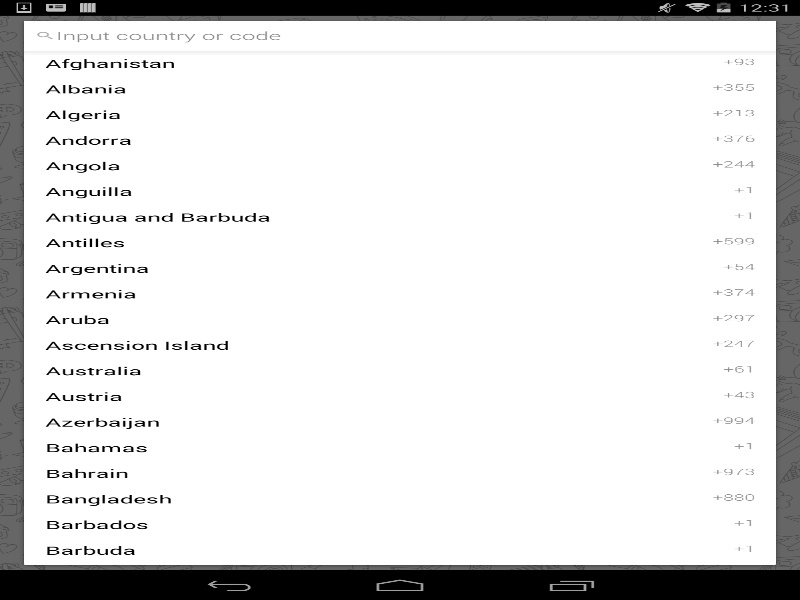 12:31
Input country or code
Afghanistan +93
Albania +355
Algeria +213
Andorra +376
Angola +244
Anguilla +1
Antigua and Barbuda +1
Antilles +599
Argentina +54
Armenia +374
Aruba +297
Ascension Island +247
Australia +61
Austria +43
Azerbaijan +994
Bahamas +1
Bahrain +973
Bangladesh +880
Barbados +1
Barbuda +1